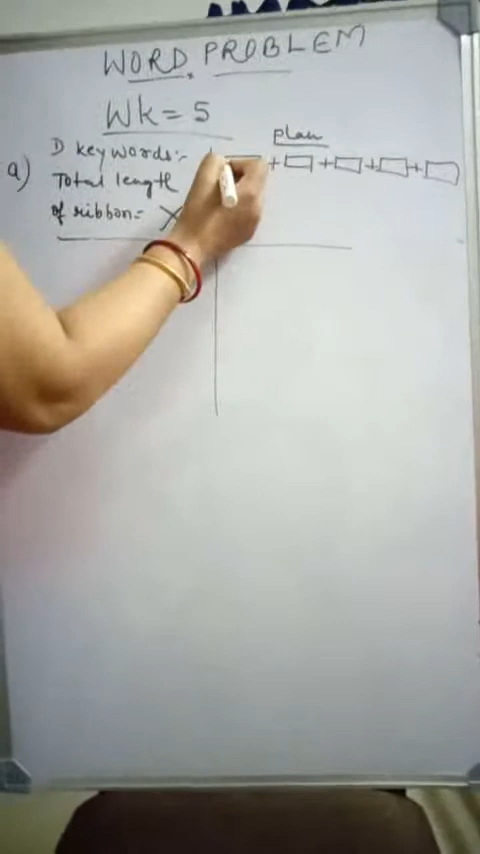 WORD PROBLEM
Wk = 5
a) D keywords:-
Total length
of ribbon= X
plan
+ + + +